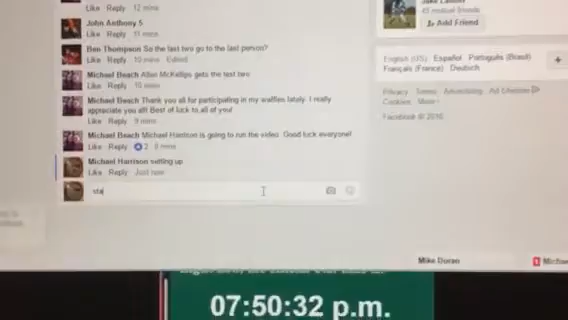 Like Reply 12 mins
John Anthony 5
Like Reply 11 mins
Ben Thompson So the last two go to the last person?
Like Reply 10 mins Edited
Michael Beach Allen McKellips gets the last two
Like Reply 10 mins
Michael Beach Thank you all for participating in my waffles lately. I really
appreciate you all! Best of luck to all of you!
Like Reply 9 mins
Michael Beach Michael Harrison is going to run the video. Good luck everyone!
Like Reply 2 8 mins
Michael Harrison setting up
Like Reply Just now
sta
45 mutual friends
Add Friend
English (US) Español Português (Brasil)
Français (France) Deutsch
Privacy Terms Advertising Ad Choices
Cookies More
Facebook © 2016
Mike Doran
Michae
07:50:32 p.m.